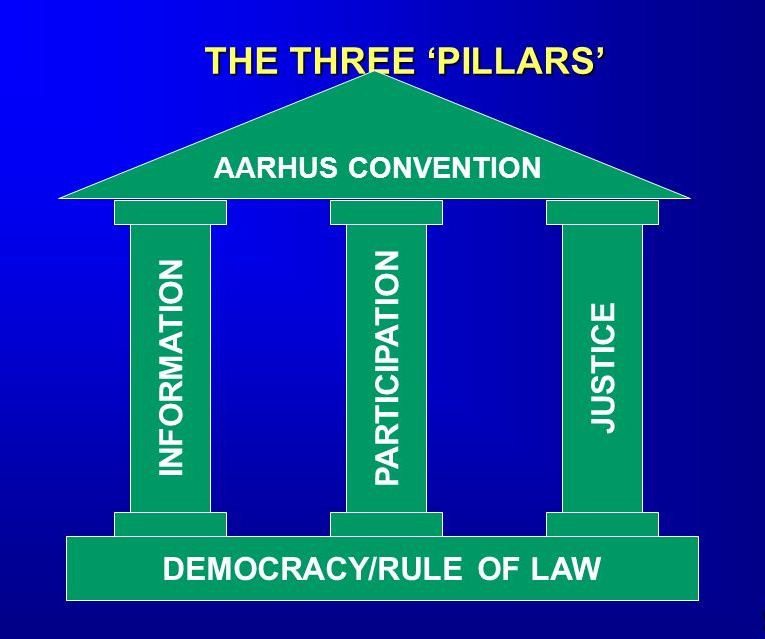 THE THREE ‘PILLARS’
AARHUS CONVENTION
INFORMATION
PARTICIPATION
JUSTICE
DEMOCRACY/RULE OF LAW